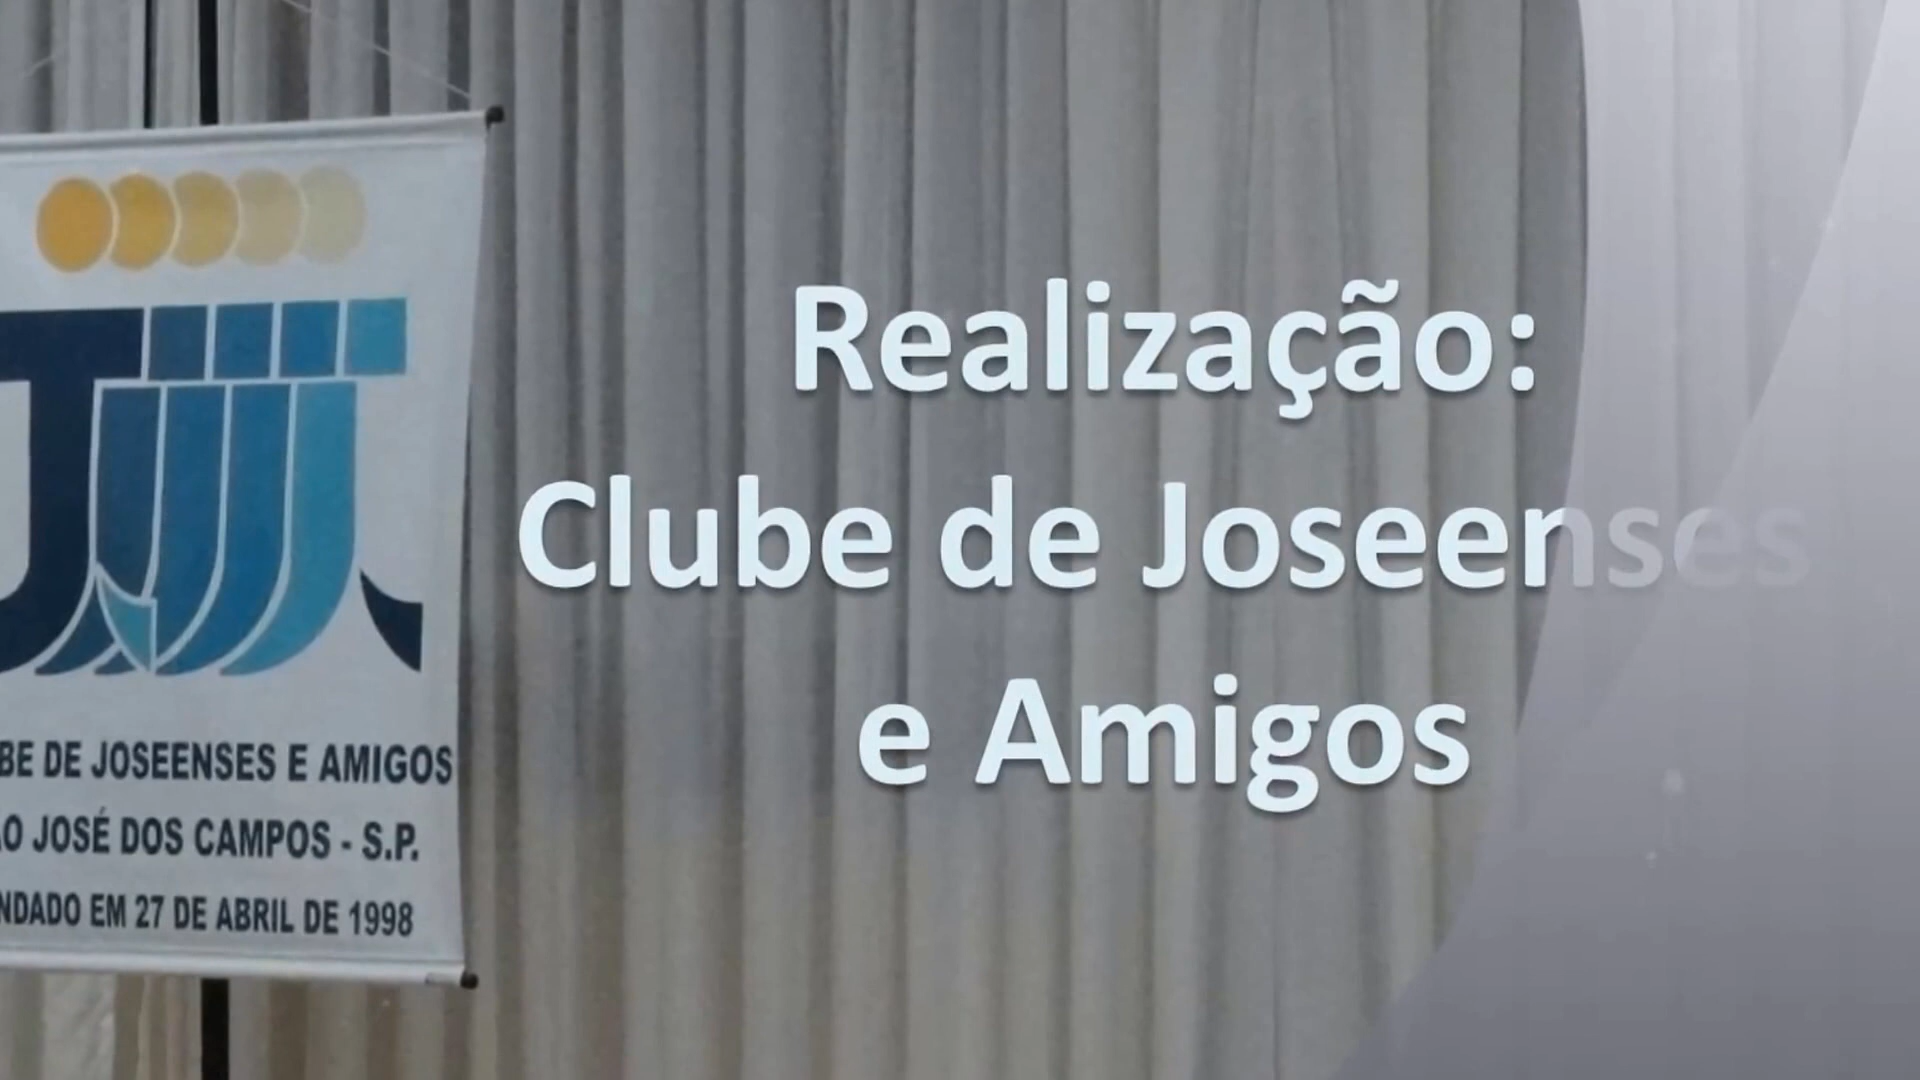 Realização:
Clube de Joseenses
e Amigos
BE DE JOSEENSES E AMIGOS
O JOSÉ DOS CAMPOS - S.P.
NDADO EM 27 DE ABRIL DE 1998